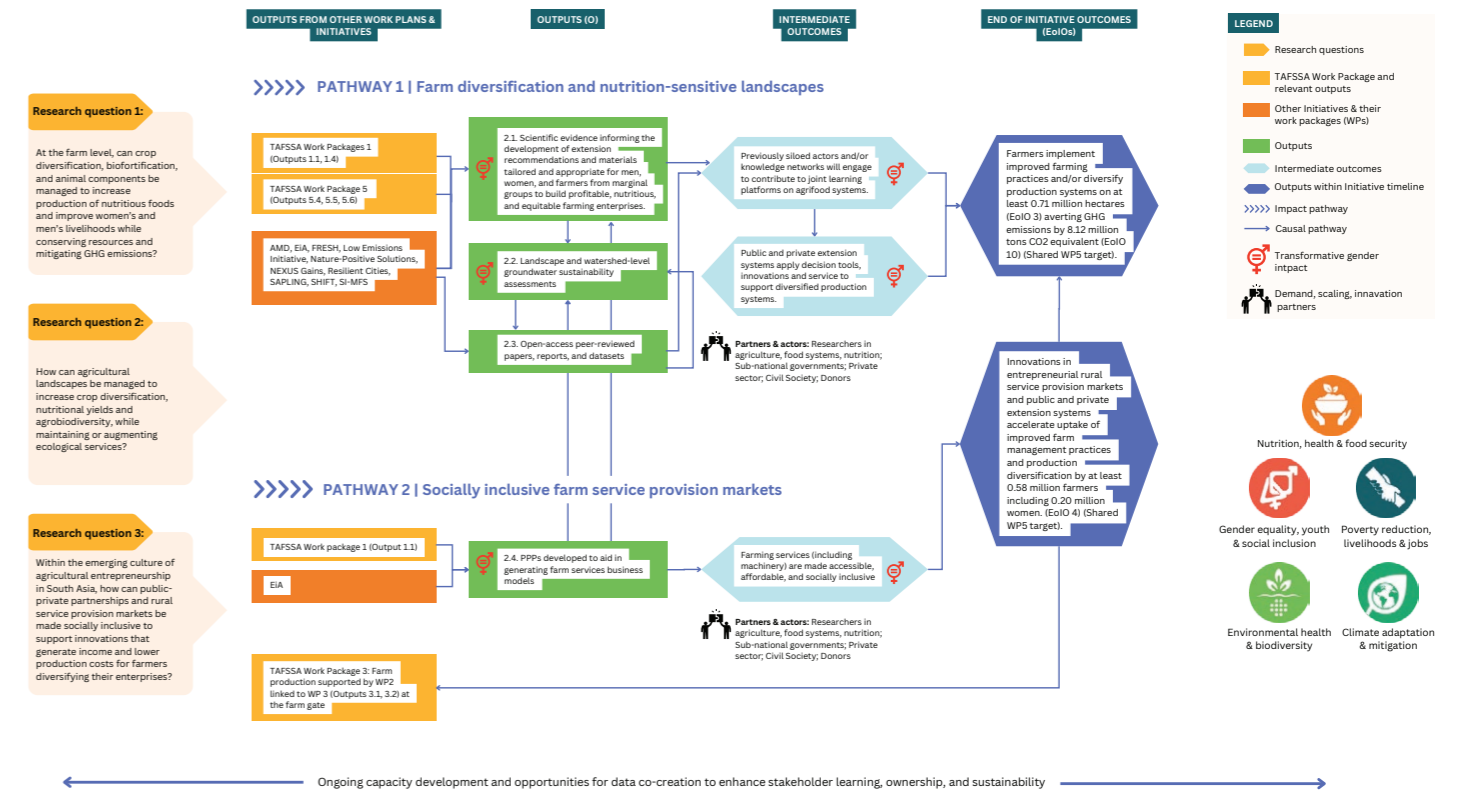 OUTPUTS FROM OTHER WORK PLANS &
INITIATIVES
OUTPUTS (O)
INTERMEDIATE
OUTCOMES
END OF INITIATIVE OUTCOMES
(EoIOs)
LEGEND
Research questions
TAFSSA Work Package and
relevant outputs
Other Initiatives & their
work packages (WPs)
Outputs
Intermediate outcomes
Outputs within Initiative timeline
Impact pathway
Causal pathway
Transformative gender
intpact
Demand, scaling, innavation
partners
PATHWAY 1 | Farm diversification and nutrition-sensitive landscapes
Research question 1:
At the farm level, can crop
diversification, biofortification,
and animal components be
managed to increase
production of nutritious foods
and improve women's and
men's livelihoods while
conserving resources and
mitigating GHG emissions?
Research question 2:
How can agricultural
landscapes be managed to
increase crop diversification,
nutritional yields and
agrobiodiversity, while
maintaining or augmenting
ecological services?
Research question 3:
Within the emerging culture of
agricultural entrepreneurship
in South Asia, how can public-
private partnerships and rural
service provision markets be
made socially inclusive to
support innovations that
generate income and lower
production costs for farmers
diversifying their enterprises?
TAFSSA Work Packages 1
(Outputs 1.1, 1.4)
TAFSSA Work Package 5
(Outputs 5.4, 5.5, 5.6)
AMD, EiA, FRESH, Low Emissions
Initiative, Nature-Positive Solutions,
NEXUS Gains, Resilient Cities,
SAPLING, SHIFT, SI-MFS
2.1. Scientific evidence informing the
development of extension
recommendations and materials
tailored and appropriate for men,
women, and farmers from marginal
groups to build profitable, nutritious,
and equitable farming enterprises.
2.2. Landscape and watershed-level
groundwater sustainability
assessments
2.3. Open-access peer-reviewed
papers, reports, and datasets
Previously siloed actors and/or
knowledge networks will engage
to contribute to joint learning
platforms on agrifood systems.
Public and private extension
systems apply decision tools,
innovations and service to
support diversified production
systems.
Partners & actors: Researchers in
agriculture, food systems, nutrition;
Sub-national governments; Private
sector; Civil Society; Donors
Farmers implement
improved farming
practices and/or diversify
production systems on at
least 0.71 million hectares
(EoIO 3) averting GHG
emissions by 8.12 million
tons CO2 equivalent (EoIO
10) (Shared WP5 target).
Innovations in
entrepreneurial rural
service provision markets
and public and private
extension systems
accelerate uptake of
improved farm
management practices
and production
diversification by at least
0.58 million farmers
including 0.20 million
women. (EoIO 4) (Shared
WP5 target).
PATHWAY 2 | Socially inclusive farm service provision markets
TAFSSA Work package 1 (Output 1.1)
EiA
2.4. PPPs developed to aid in
generating farm services business
models
Farming services (including
machinery) are made accessible,
affordable, and socially inclusive
Partners & actors: Researchers in
agriculture, food systems, nutrition;
Sub-national governments; Private
sector; Civil Society; Donors
TAFSSA Work Package 3: Farm
production supported by WP2
linked to WP 3 (Outputs 3.1, 3.2) at
the farm gate
Nutrition, health & food security
Gender equality, youth
& social inclusion
Poverty reduction,
livelihoods & jobs
Environmental health
& biodiversity
Climate adaptation
& mitigation
Ongoing capacity development and opportunities for data co-creation to enhance stakeholder learning, ownership, and sustainability